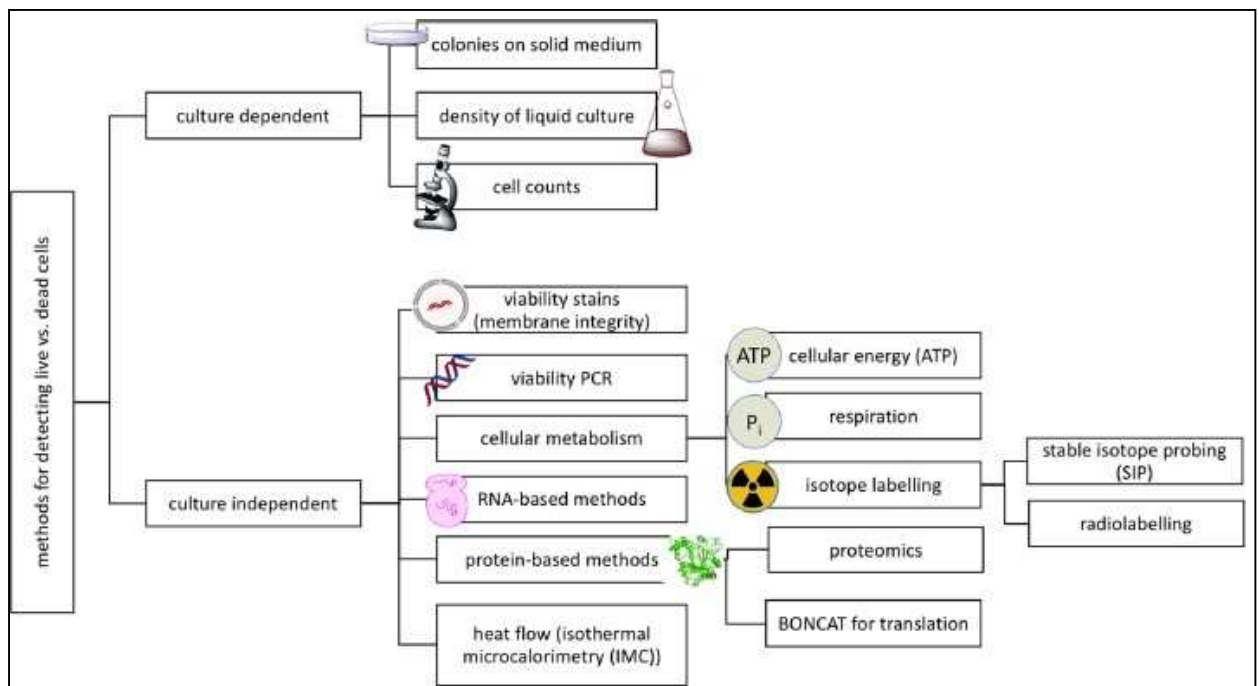 methods for detecting live vs. dead cells
culture dependent
colonies on solid medium
density of liquid culture
cell counts
culture independent
viability stains
(membrane integrity)
viability PCR
cellular metabolism
ATP
cellular energy (ATP)
Pi
respiration
isotope labelling
stable isotope probing
(SIP)
radiolabelling
RNA-based methods
protein-based methods
proteomics
BONCAT for translation
heat flow (isothermal
microcalorimetry (IMC))